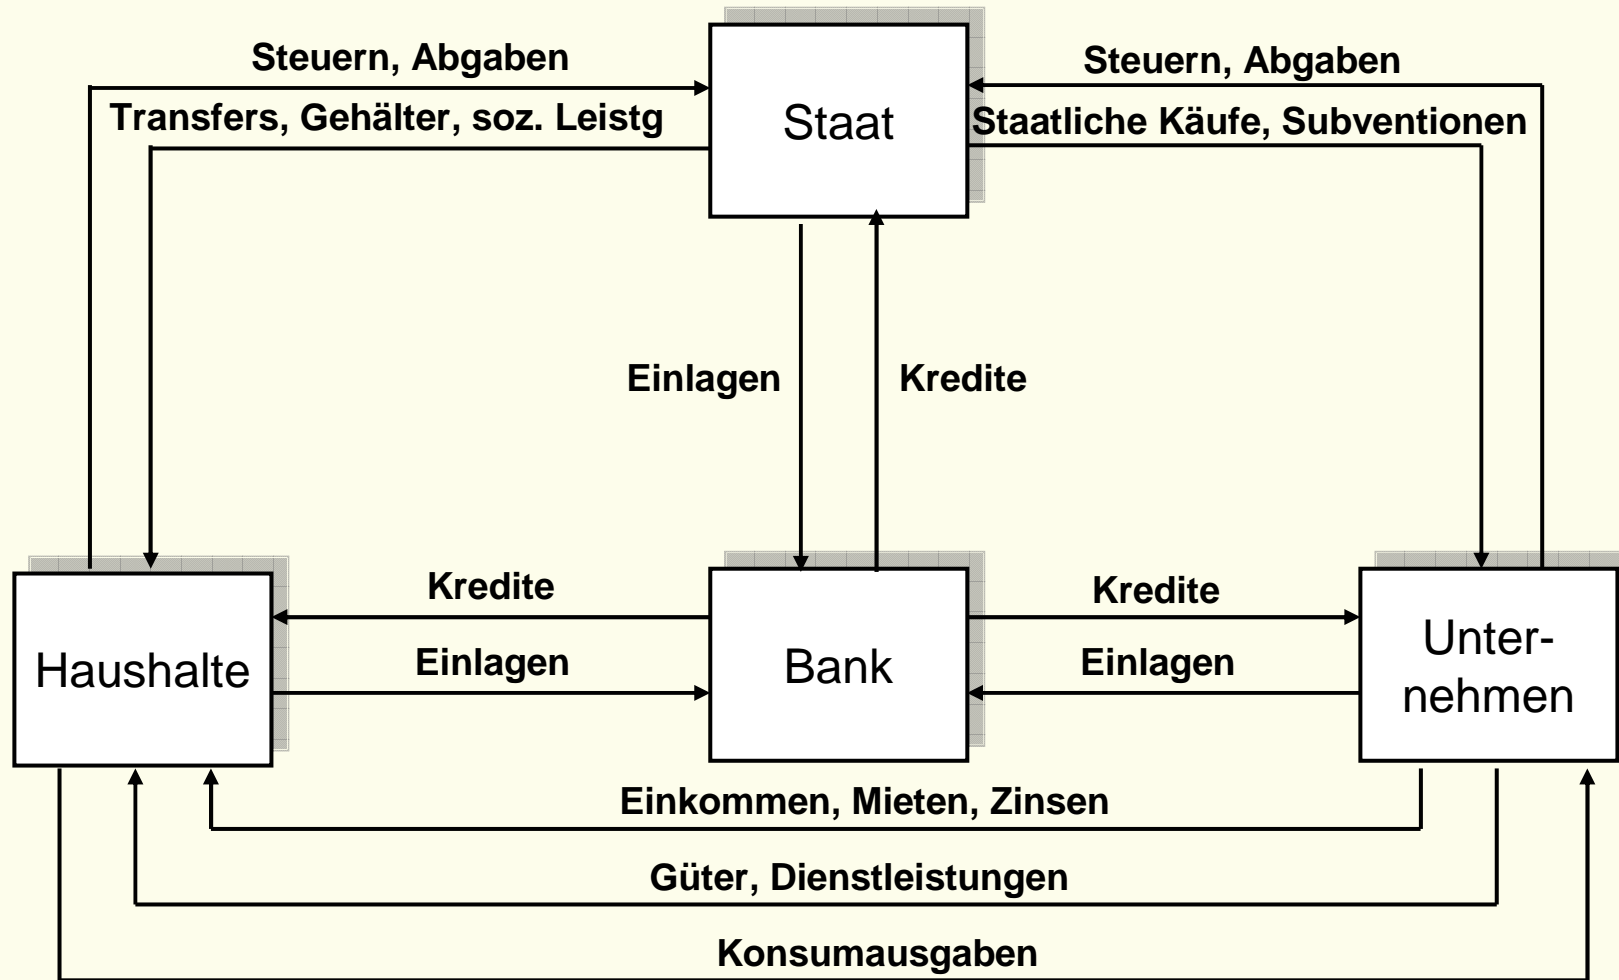 Steuern, Abgaben
Steuern, Abgaben
Transfers, Gehälter, soz. Leistg
Staat
Staatliche Käufe, Subventionen
Einlagen
Kredite
Kredite
Kredite
Haushalte
Einlagen
Bank
Einlagen
Unter-
nehmen
Einkommen, Mieten, Zinsen
Güter, Dienstleistungen
Konsumausgaben